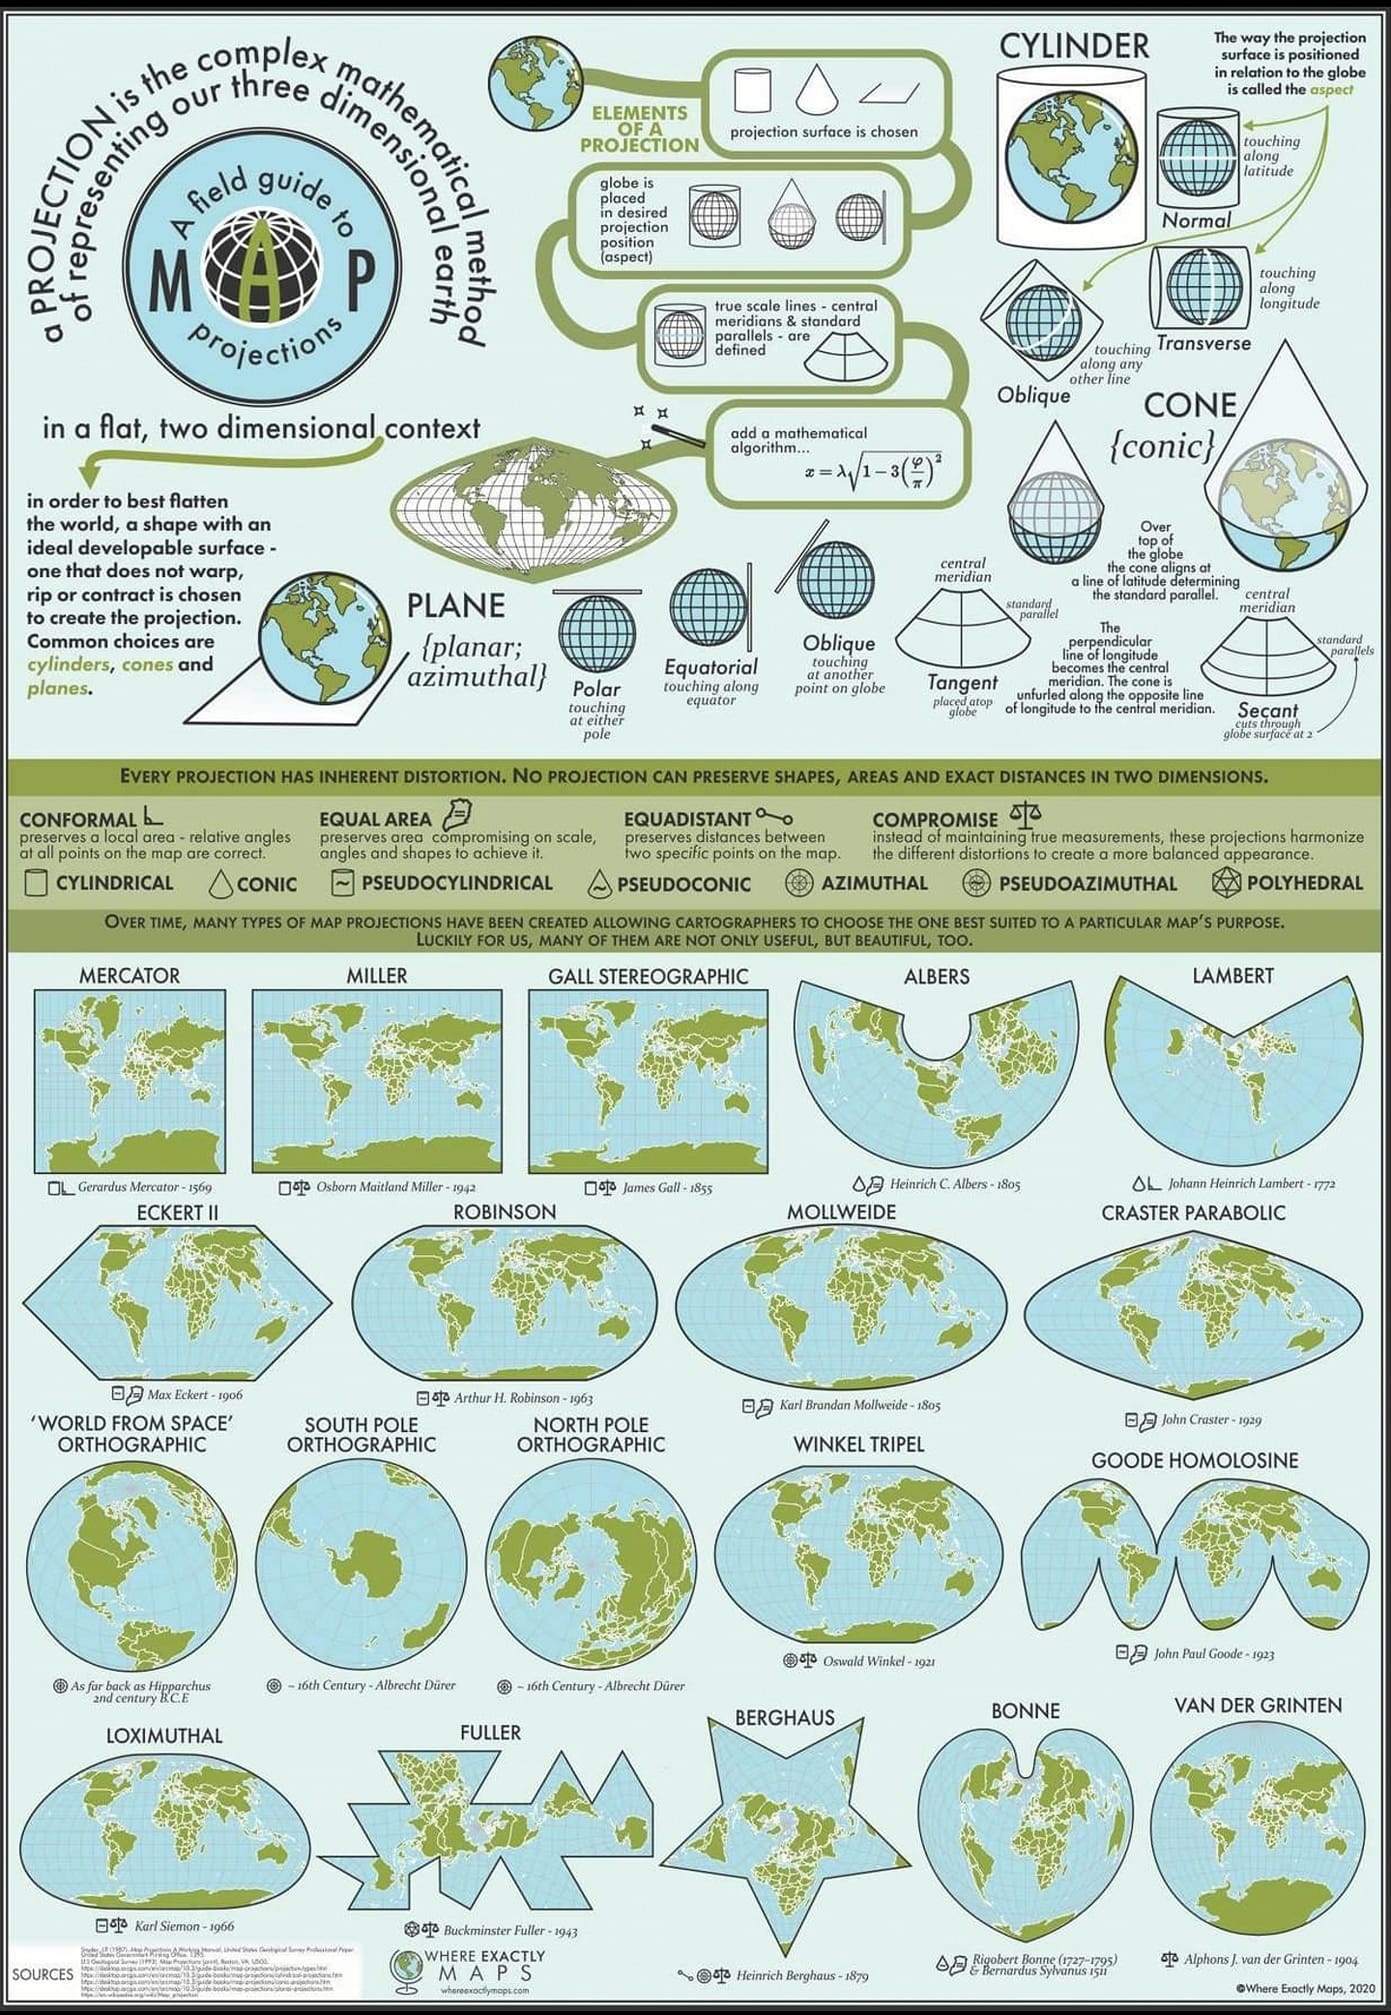 a PROJECTION is the complex mathematical method
of representing our three dimensional earth
A field guide to
MAP
projections
in a flat, two dimensional context
in order to best flatten
the world, a shape with an
ideal developable surface -
one that does not warp,
rip or contract is chosen
to create the projection.
Common choices are
cylinders, cones and
planes.
ELEMENTS
OF A
PROJECTION
projection surface is chosen
globe is
placed
in desired
projection
position
(aspect)
true scale lines - central
meridians & standard
parallels - are
defined
add a mathematical
algorithm...
x = λ√1 − 3(φ/π)²
CYLINDER
The way the projection
surface is positioned
in relation to the globe
is called the aspect
touching
along
latitude
Normal
touching
along
longitude
Transverse
touching
along any
other line
Oblique
CONE
{conic}
Over
top of
the globe
the cone aligns at
a line of latitude determining
the standard parallel.
The
perpendicular
line of longitude
becomes the central
meridian. The cone is
unfurled along the opposite line
of longitude to the central meridian.
central
meridian
standard
parallel
Tangent
placed atop
globe
central
meridian
standard
parallels
Secant
cuts through
globe surface at 2
PLANE
{planar;
azimuthal}
Polar
touching
at either
pole
Equatorial
touching along
equator
Oblique
touching
at another
point on globe
EVERY PROJECTION HAS INHERENT DISTORTION. NO PROJECTION CAN PRESERVE SHAPES, AREAS AND EXACT DISTANCES IN TWO DIMENSIONS.
CONFORMAL
preserves a local area - relative angles
at all points on the map are correct.
EQUAL AREA
preserves area compromising on scale,
angles and shapes to achieve it.
EQUADISTANT
preserves distances between
two specific points on the map.
COMPROMISE
instead of maintaining true measurements, these projections harmonize
the different distortions to create a more balanced appearance.
CYLINDRICAL
CONIC
PSEUDOCYLINDRICAL
PSEUDOCONIC
AZIMUTHAL
PSEUDOAZIMUTHAL
POLYHEDRAL
OVER TIME, MANY TYPES OF MAP PROJECTIONS HAVE BEEN CREATED ALLOWING CARTOGRAPHERS TO CHOOSE THE ONE BEST SUITED TO A PARTICULAR MAP'S PURPOSE.
LUCKILY FOR US, MANY OF THEM ARE NOT ONLY USEFUL, BUT BEAUTIFUL, TOO.
MERCATOR
Gerardus Mercator - 1569
MILLER
Osborn Maitland Miller - 1942
GALL STEREOGRAPHIC
James Gall - 1855
ALBERS
Heinrich C. Albers - 1805
LAMBERT
Johann Heinrich Lambert - 1772
ECKERT II
Max Eckert - 1906
ROBINSON
Arthur H. Robinson - 1963
MOLLWEIDE
Karl Brandan Mollweide - 1805
CRASTER PARABOLIC
John Craster - 1929
'WORLD FROM SPACE'
ORTHOGRAPHIC
As far back as Hipparchus
2nd century B.C.E
SOUTH POLE
ORTHOGRAPHIC
~ 16th Century - Albrecht Dürer
NORTH POLE
ORTHOGRAPHIC
~ 16th Century - Albrecht Dürer
WINKEL TRIPEL
Oswald Winkel - 1921
GOODE HOMOLOSINE
John Paul Goode - 1923
LOXIMUTHAL
Karl Siemon - 1966
FULLER
Buckminster Fuller - 1943
BERGHAUS
Heinrich Berghaus - 1879
BONNE
Rigobert Bonne (1727–1795)
& Bernardus Sylvanus 1511
VAN DER GRINTEN
Alphons J. van der Grinten - 1904
SOURCES
WHERE EXACTLY
MAPS
whereexactlymaps.com
©Where Exactly Maps, 2020